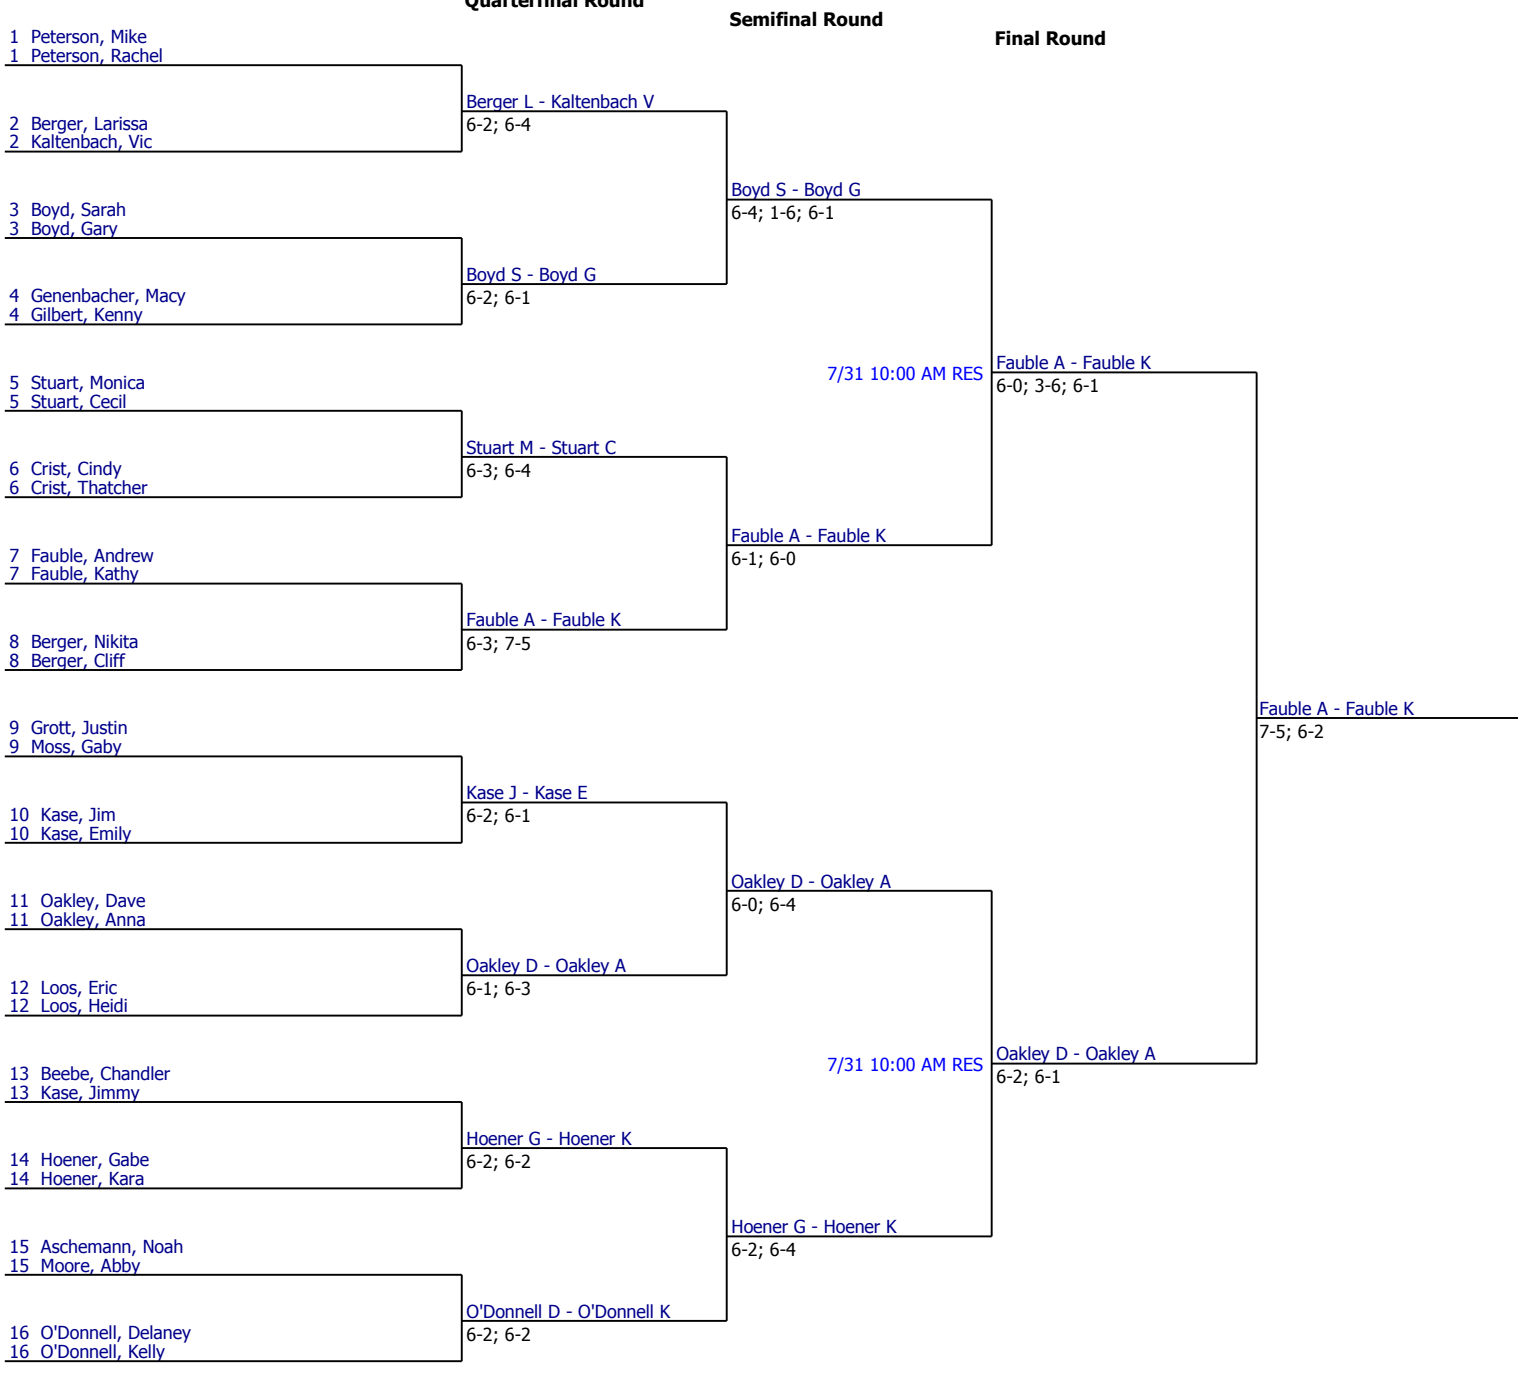 Quarterfinal Round
Semifinal Round
Final Round
1 Peterson, Mike
1 Peterson, Rachel
Berger L - Kaltenbach V
6-2; 6-4
2 Berger, Larissa
2 Kaltenbach, Vic
Boyd S - Boyd G
6-4; 1-6; 6-1
3 Boyd, Sarah
3 Boyd, Gary
Boyd S - Boyd G
6-2; 6-1
4 Genenbacher, Macy
4 Gilbert, Kenny
7/31 10:00 AM RES
Fauble A - Fauble K
6-0; 3-6; 6-1
5 Stuart, Monica
5 Stuart, Cecil
Stuart M - Stuart C
6-3; 6-4
6 Crist, Cindy
6 Crist, Thatcher
Fauble A - Fauble K
6-1; 6-0
7 Fauble, Andrew
7 Fauble, Kathy
Fauble A - Fauble K
6-3; 7-5
8 Berger, Nikita
8 Berger, Cliff
Fauble A - Fauble K
7-5; 6-2
9 Grott, Justin
9 Moss, Gaby
Kase J - Kase E
6-2; 6-1
10 Kase, Jim
10 Kase, Emily
Oakley D - Oakley A
6-0; 6-4
11 Oakley, Dave
11 Oakley, Anna
Oakley D - Oakley A
6-1; 6-3
12 Loos, Eric
12 Loos, Heidi
7/31 10:00 AM RES
Oakley D - Oakley A
6-2; 6-1
13 Beebe, Chandler
13 Kase, Jimmy
Hoener G - Hoener K
6-2; 6-2
14 Hoener, Gabe
14 Hoener, Kara
Hoener G - Hoener K
6-2; 6-4
15 Aschemann, Noah
15 Moore, Abby
O'Donnell D - O'Donnell K
6-2; 6-2
16 O'Donnell, Delaney
16 O'Donnell, Kelly